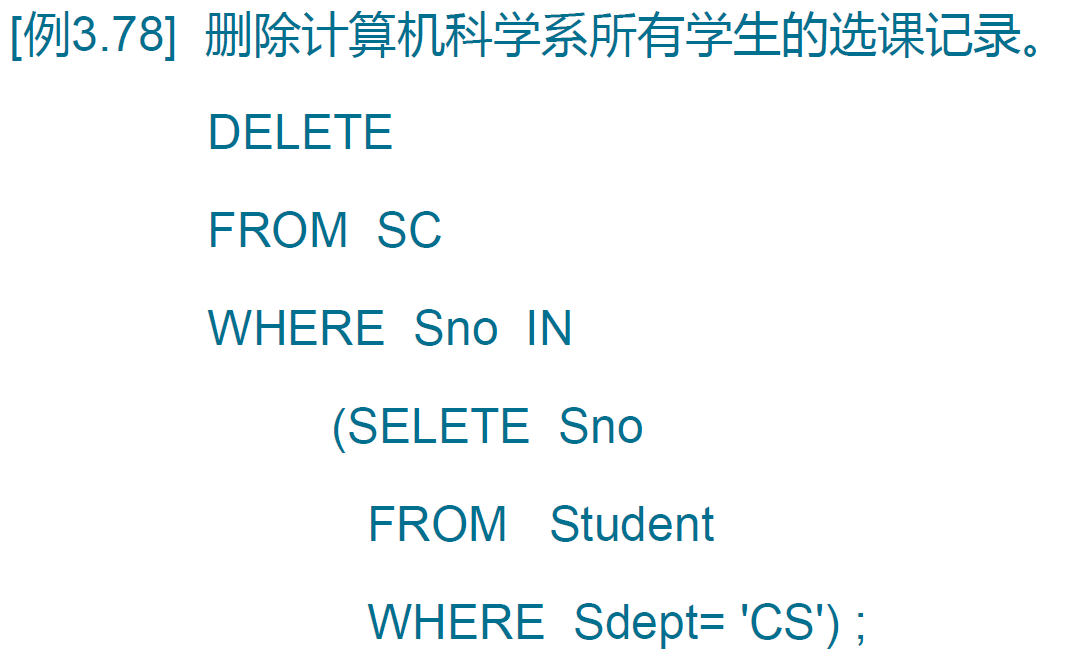 [例3.78] 删除计算机科学系所有学生的选课记录。
DELETE
FROM SC
WHERE Sno IN
(SELETE Sno
FROM Student
WHERE Sdept= 'CS') ;